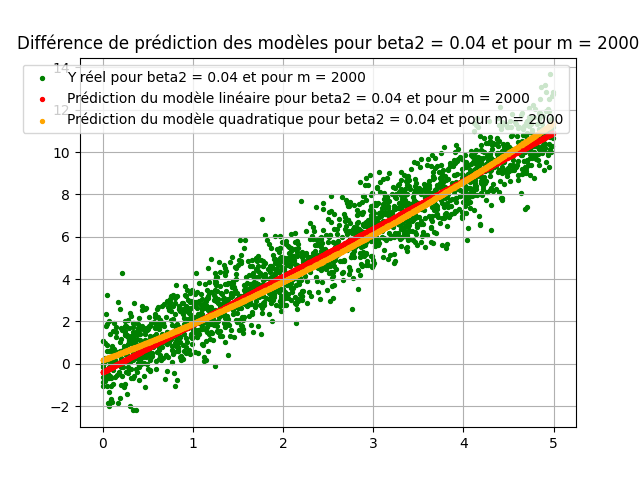 Différence de prédiction des modèles pour beta2 = 0.04 et pour m = 2000
Y réel pour beta2 = 0.04 et pour m = 2000
Prédiction du modèle linéaire pour beta2 = 0.04 et pour m = 2000
Prédiction du modèle quadratique pour beta2 = 0.04 et pour m = 2000
14
12
10
8
6
4
2
0
−2
0 1 2 3 4 5